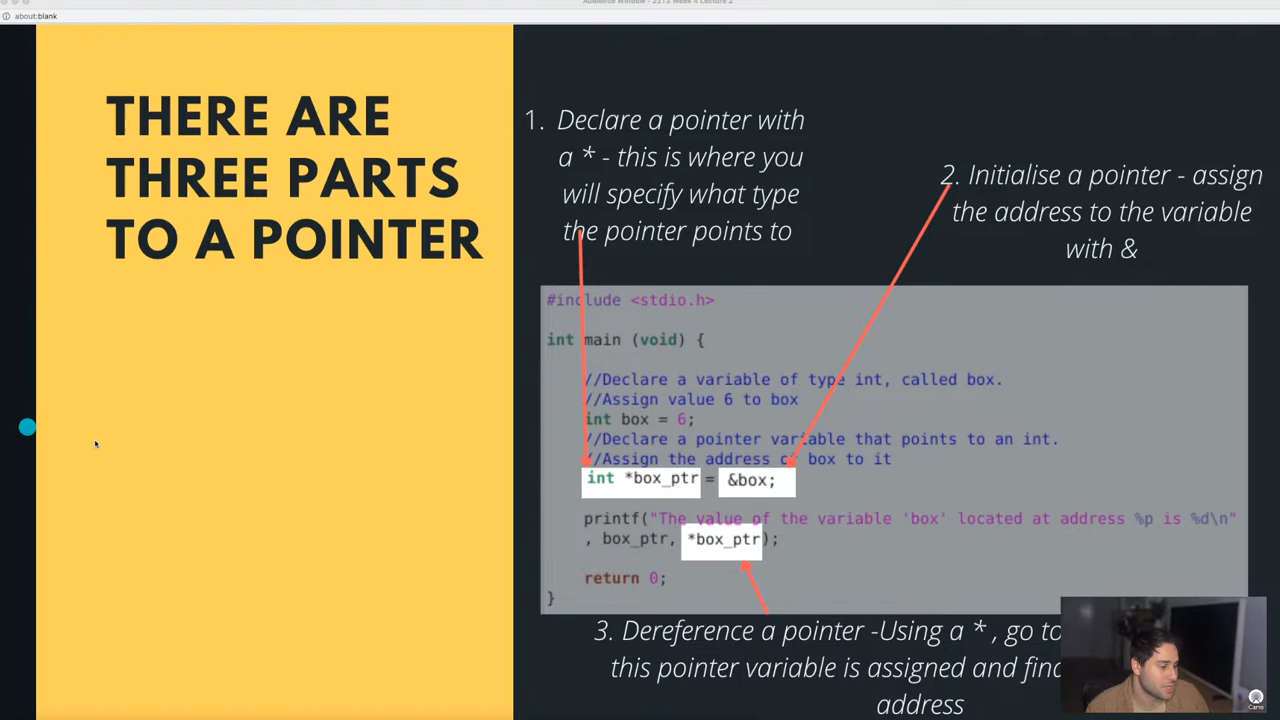 about:blank
THERE ARE
THREE PARTS
TO A POINTER
1. Declare a pointer with
a * - this is where you
will specify what type
the pointer points to
2. Initialise a pointer - assign
the address to the variable
with &
#include <stdio.h>
int main (void) {
//Declare a variable of type int, called box.
//Assign value 6 to box
int box = 6;
//Declare a pointer variable that points to an int.
//Assign the address of box to it
int *box_ptr = &box;
printf("The value of the variable 'box' located at address %p is %d\n"
, box_ptr, *box_ptr);
return 0;
}
3. Dereference a pointer -Using a * , go to
this pointer variable is assigned and find
address